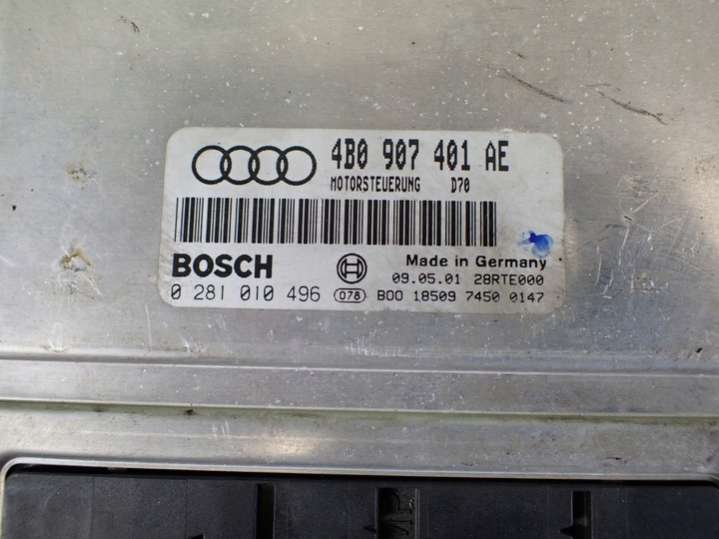 4B0 907 401 AE
MOTORSTEUERUNG D70
BOSCH
Made in Germany
09.05.01 28RTE000
0 281 010 496 078 B00 18509 7450 0147